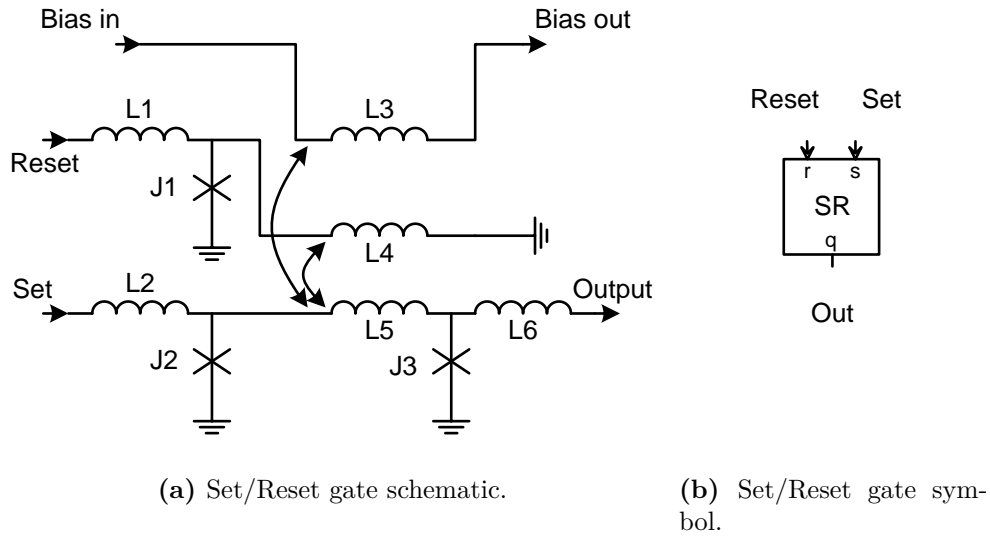 Bias in
Bias out
L1
L3
Reset
J1
L4
Set
L2
Output
L5
L6
J2
J3
Reset Set
r s
SR
q
Out
(a) Set/Reset gate schematic.
(b) Set/Reset gate sym-
bol.